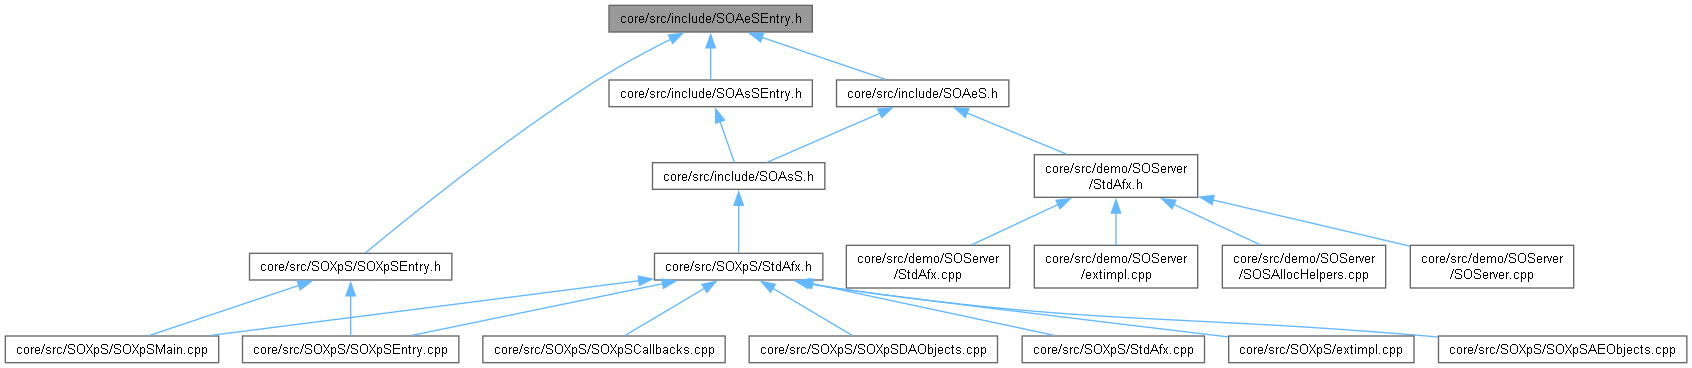 core/src/include/SOAeSEntry.h
core/src/include/SOAsSEntry.h
core/src/include/SOAeS.h
core/src/include/SOAsS.h
core/src/demo/SOServer
/StdAfx.h
core/src/SOXpS/SOXpSEntry.h
core/src/SOXpS/StdAfx.h
core/src/demo/SOServer
/StdAfx.cpp
core/src/demo/SOServer
/extimpl.cpp
core/src/demo/SOServer
/SOSAllocHelpers.cpp
core/src/demo/SOServer
/SOServer.cpp
core/src/SOXpS/SOXpSMain.cpp
core/src/SOXpS/SOXpSEntry.cpp
core/src/SOXpS/SOXpSCallbacks.cpp
core/src/SOXpS/SOXpSDAObjects.cpp
core/src/SOXpS/StdAfx.cpp
core/src/SOXpS/extimpl.cpp
core/src/SOXpS/SOXpSAEObjects.cpp